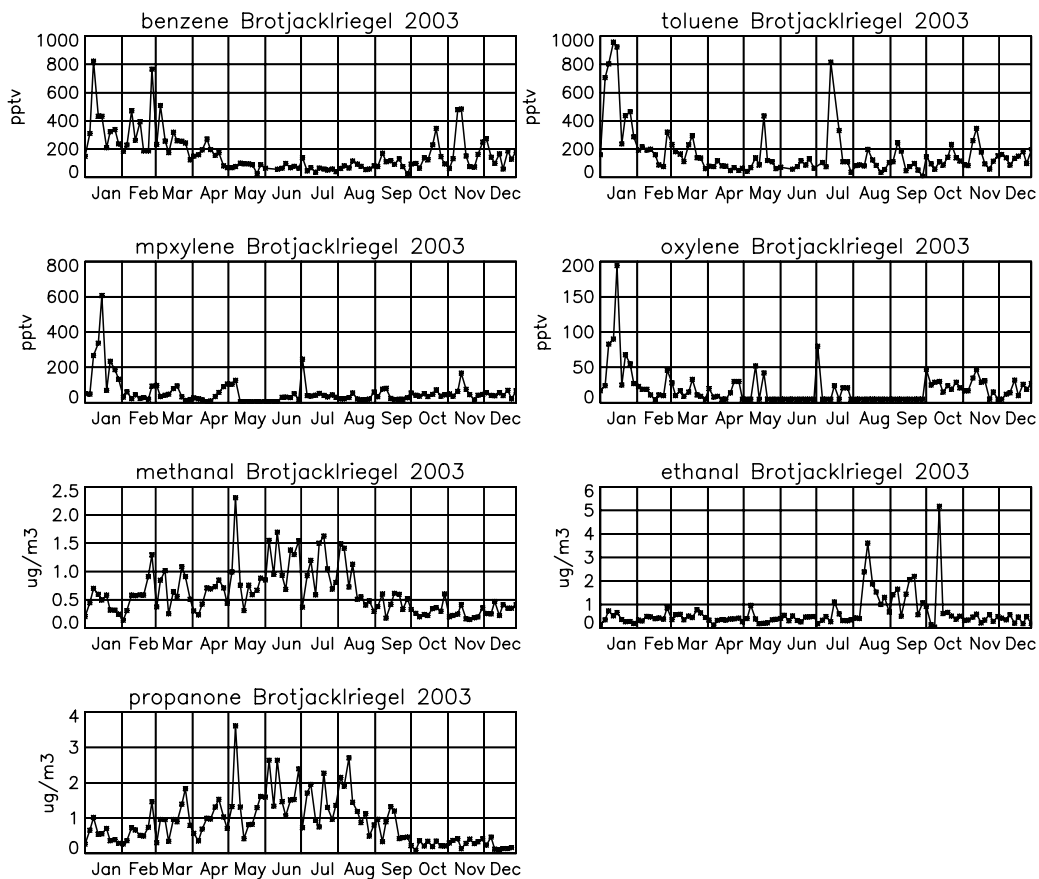 benzene Brotjacklriegel 2003
1000
800
600
400
200
0
pptv
Jan Feb Mar Apr May Jun Jul Aug Sep Oct Nov Dec
toluene Brotjacklriegel 2003
1000
800
600
400
200
0
pptv
Jan Feb Mar Apr May Jun Jul Aug Sep Oct Nov Dec
mpxylene Brotjacklriegel 2003
800
600
400
200
0
pptv
Jan Feb Mar Apr May Jun Jul Aug Sep Oct Nov Dec
oxylene Brotjacklriegel 2003
200
150
100
50
0
pptv
Jan Feb Mar Apr May Jun Jul Aug Sep Oct Nov Dec
methanal Brotjacklriegel 2003
2.5
2.0
1.5
1.0
0.5
0.0
ug/m3
Jan Feb Mar Apr May Jun Jul Aug Sep Oct Nov Dec
ethanal Brotjacklriegel 2003
6
5
4
3
2
1
0
ug/m3
Jan Feb Mar Apr May Jun Jul Aug Sep Oct Nov Dec
propanone Brotjacklriegel 2003
4
3
2
1
0
ug/m3
Jan Feb Mar Apr May Jun Jul Aug Sep Oct Nov Dec